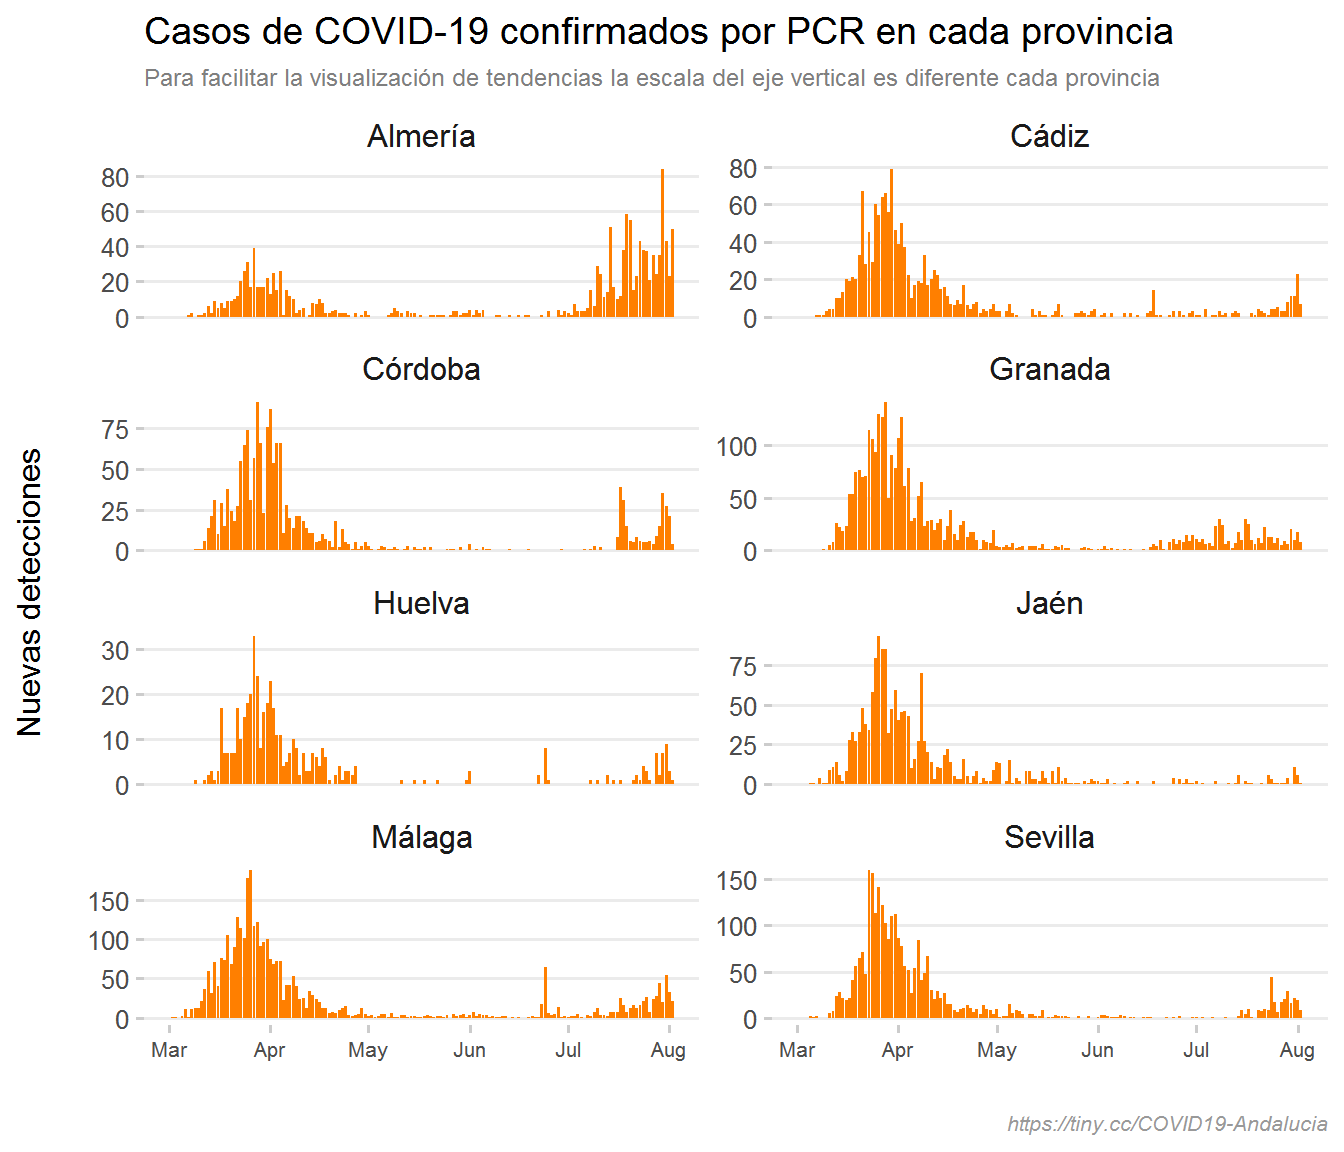 Casos de COVID-19 confirmados por PCR en cada provincia
Para facilitar la visualización de tendencias la escala del eje vertical es diferente cada provincia
Nuevas detecciones
Almería
80
60
40
20
0
Cádiz
80
60
40
20
0
Córdoba
75
50
25
0
Granada
100
50
0
Huelva
30
20
10
0
Jaén
75
50
25
0
Málaga
150
100
50
0
Mar Apr May Jun Jul Aug
Sevilla
150
100
50
0
Mar Apr May Jun Jul Aug
https://tiny.cc/COVID19-Andalucia